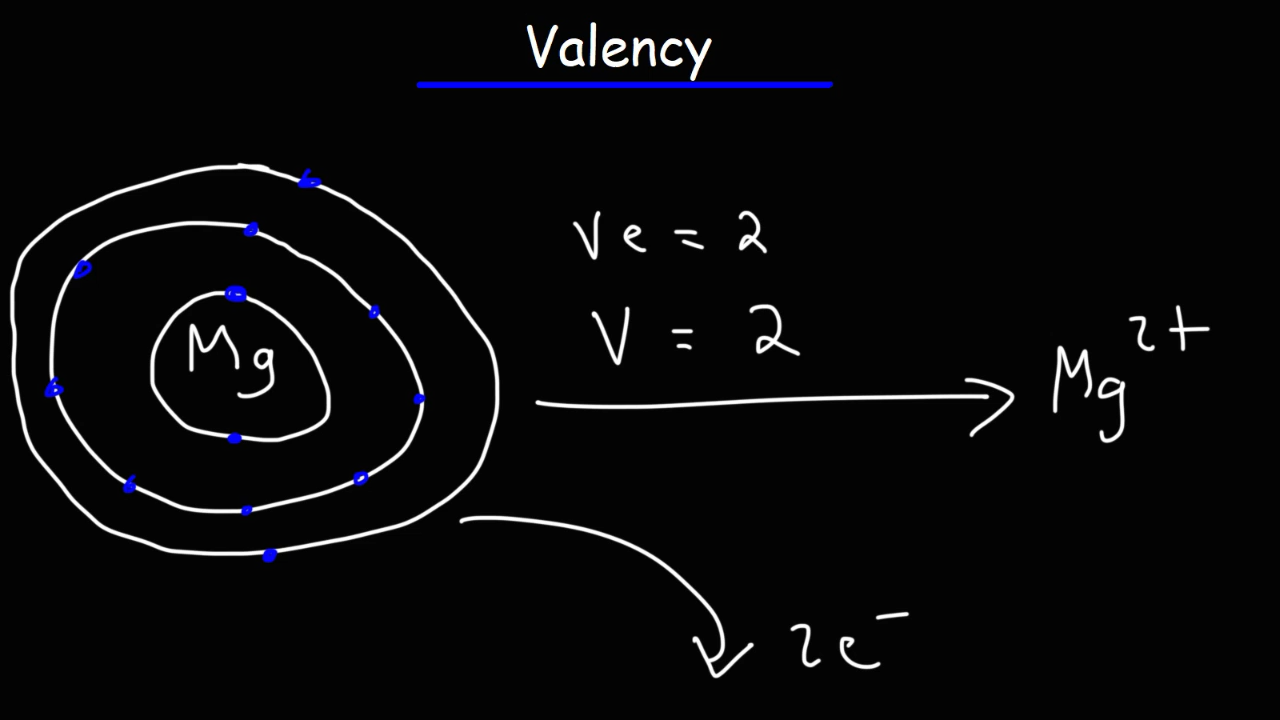 Valency
ve = 2
V = 2
Mg
Mg²⁺
2e⁻